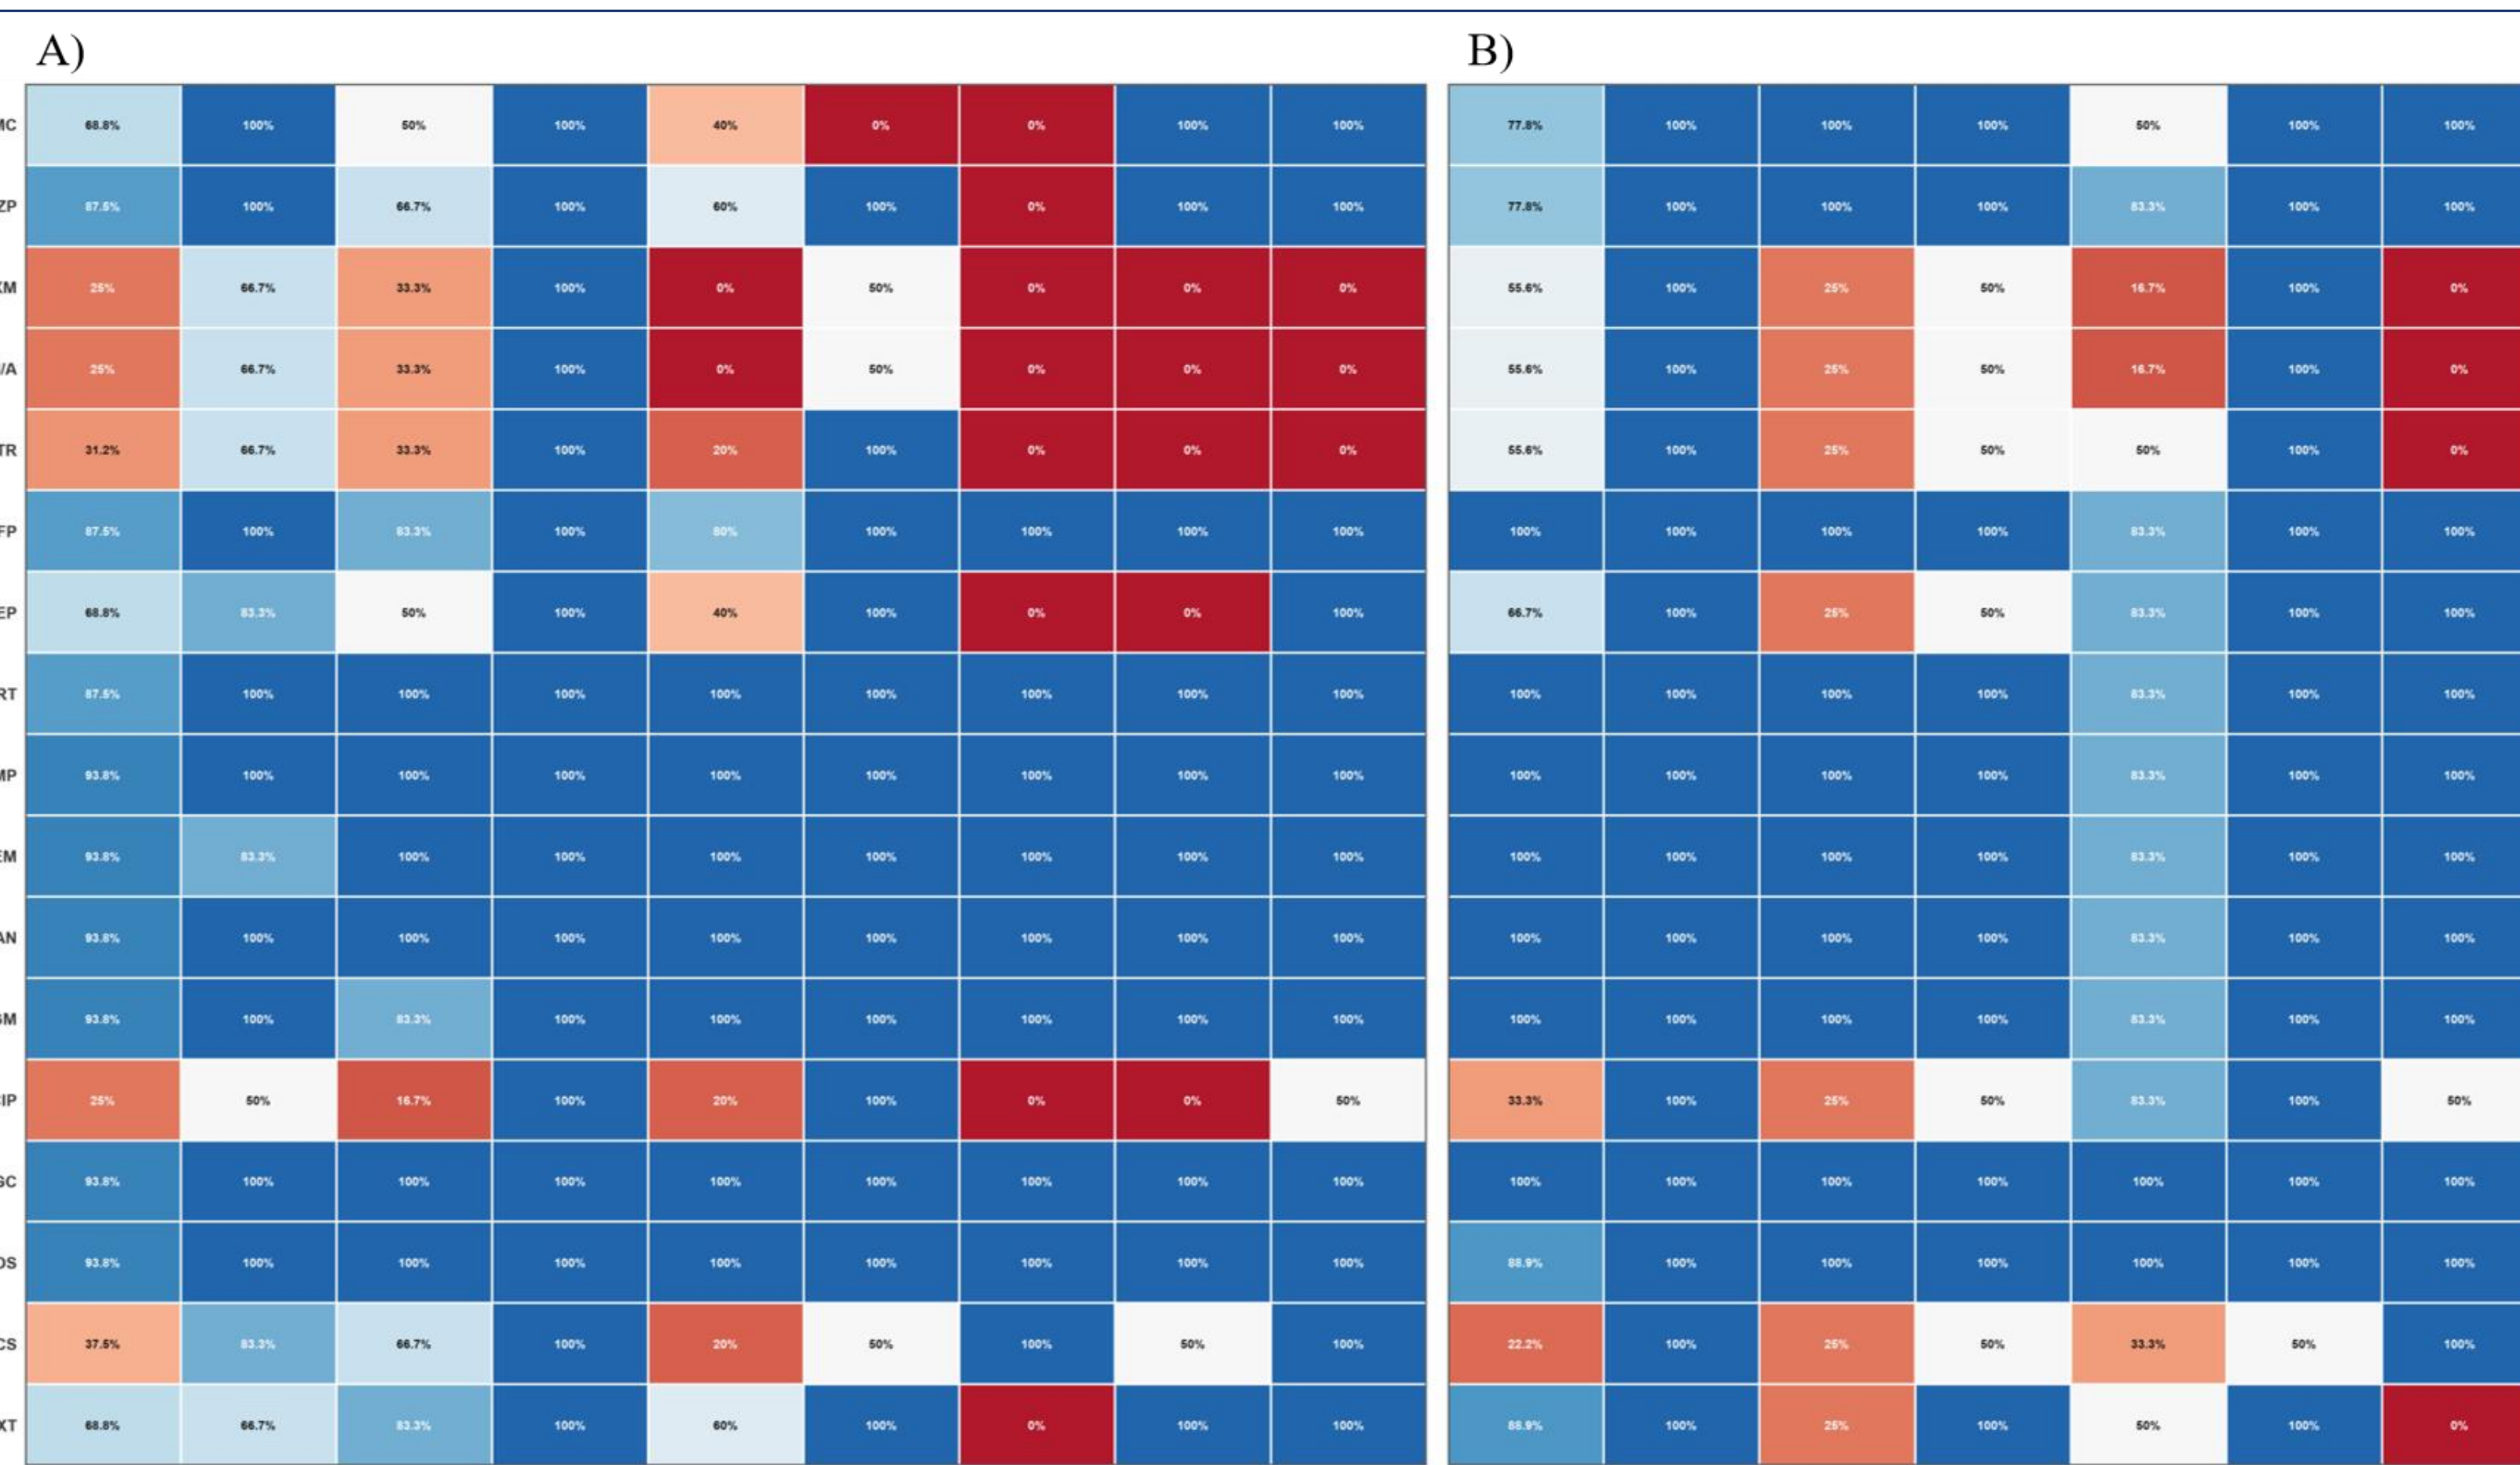 A) B)
MC 68.8% 100% 50% 100% 40% 0% 0% 100% 100% 77.8% 100% 100% 100% 50% 100% 100%
ZP 87.5% 100% 66.7% 100% 60% 100% 0% 100% 100% 77.8% 100% 100% 100% 83.3% 100% 100%
XM 25% 66.7% 33.3% 100% 0% 50% 0% 0% 0% 55.6% 100% 25% 50% 16.7% 100% 0%
/A 25% 66.7% 33.3% 100% 0% 50% 0% 0% 0% 55.6% 100% 25% 50% 16.7% 100% 0%
TR 31.2% 66.7% 33.3% 100% 20% 100% 0% 0% 0% 55.6% 100% 25% 50% 50% 100% 0%
FP 87.5% 100% 83.3% 100% 80% 100% 100% 100% 100% 100% 100% 100% 100% 83.3% 100% 100%
EP 68.8% 83.3% 50% 100% 40% 100% 0% 0% 100% 66.7% 100% 25% 50% 83.3% 100% 100%
RT 87.5% 100% 100% 100% 100% 100% 100% 100% 100% 100% 100% 100% 100% 83.3% 100% 100%
MP 93.8% 100% 100% 100% 100% 100% 100% 100% 100% 100% 100% 100% 100% 83.3% 100% 100%
EM 93.8% 83.3% 100% 100% 100% 100% 100% 100% 100% 100% 100% 100% 100% 83.3% 100% 100%
AN 93.8% 100% 100% 100% 100% 100% 100% 100% 100% 100% 100% 100% 100% 83.3% 100% 100%
GM 93.8% 100% 83.3% 100% 100% 100% 100% 100% 100% 100% 100% 100% 100% 83.3% 100% 100%
CIP 25% 50% 16.7% 100% 20% 100% 0% 0% 50% 33.3% 100% 25% 50% 83.3% 100% 50%
GC 93.8% 100% 100% 100% 100% 100% 100% 100% 100% 100% 100% 100% 100% 100% 100% 100%
OS 93.8% 100% 100% 100% 100% 100% 100% 100% 100% 88.9% 100% 100% 100% 100% 100% 100%
CS 37.5% 83.3% 66.7% 100% 20% 50% 100% 50% 100% 22.2% 100% 25% 50% 33.3% 50% 100%
XT 68.8% 66.7% 83.3% 100% 60% 100% 0% 100% 100% 88.9% 100% 25% 100% 50% 100% 0%